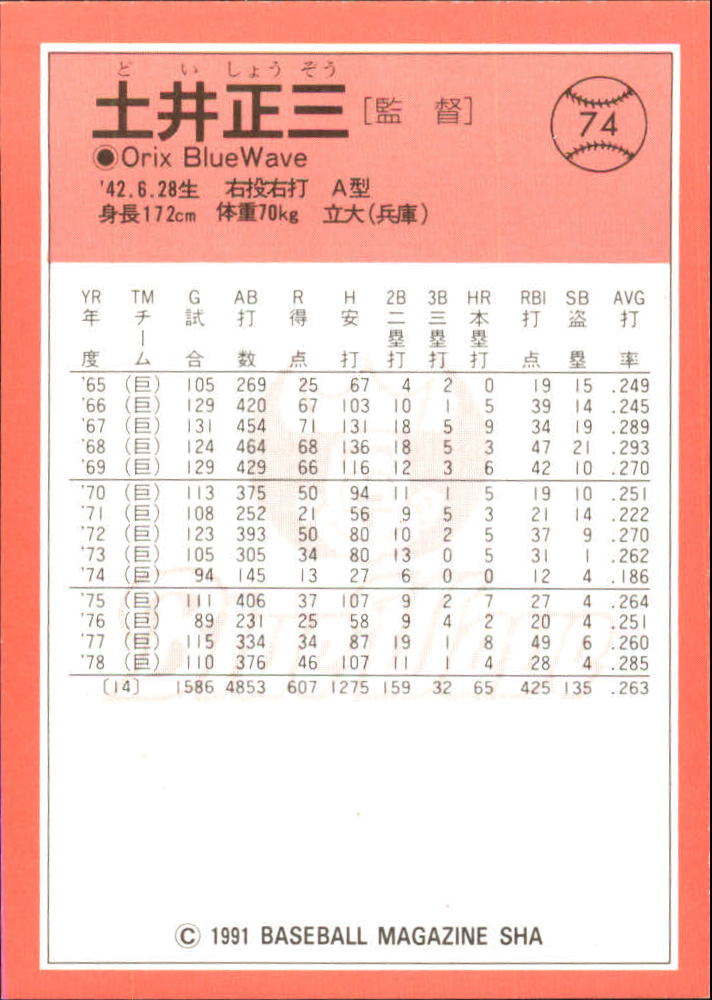 どい しょうぞう
土井正三[監 督]
74
◉Orix BlueWave
'42.6.28生 右投右打 A型
身長172cm 体重70kg 立大(兵庫)
YR TM G AB R H 2B 3B HR RBI SB AVG
年度 チーム 試合 打数 得点 安打 二塁打 三塁打 本塁打 打点 盗塁 打率
'65 (巨) 105 269 25 67 4 2 0 19 15 .249
'66 (巨) 129 420 67 103 10 1 5 39 14 .245
'67 (巨) 131 454 71 131 18 5 9 34 19 .289
'68 (巨) 124 464 68 136 18 5 3 47 21 .293
'69 (巨) 129 429 66 116 12 3 6 42 10 .270
'70 (巨) 113 375 50 94 11 1 5 19 10 .251
'71 (巨) 108 252 21 56 9 5 3 21 14 .222
'72 (巨) 123 393 50 80 10 2 5 37 9 .270
'73 (巨) 105 305 34 80 13 0 5 31 1 .262
'74 (巨) 94 145 13 27 6 0 0 12 4 .186
'75 (巨) 111 406 37 107 9 2 7 27 4 .264
'76 (巨) 89 231 25 58 9 4 2 20 4 .251
'77 (巨) 115 334 34 87 19 1 8 49 6 .260
'78 (巨) 110 376 46 107 11 1 4 28 4 .285
〔14〕 1586 4853 607 1275 159 32 65 425 135 .263
© 1991 BASEBALL MAGAZINE SHA